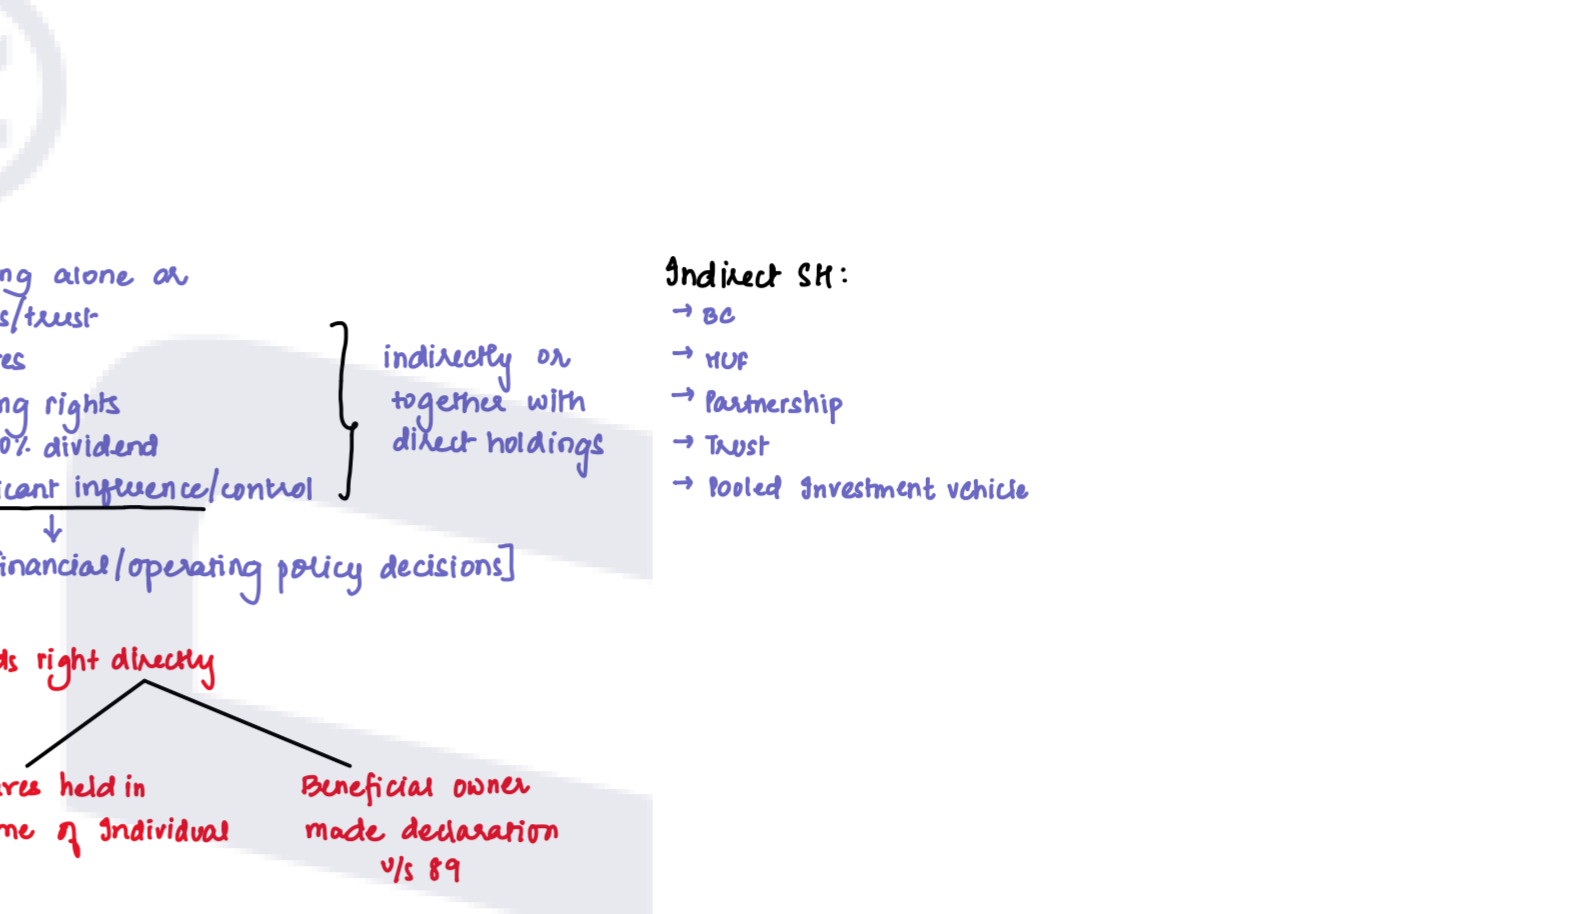 ng alone or
s/trust
res
ng rights
0% dividend
icant influence/control
indirectly or
together with
direct holdings
Indirect SH:
→ BC
→ HUF
→ Partnership
→ Trust
→ Pooled Investment vehicle
↓
inancial/operating policy decisions]
ds right directly
ares held in
me of Individual
Beneficial owner
made declaration
u/s 89